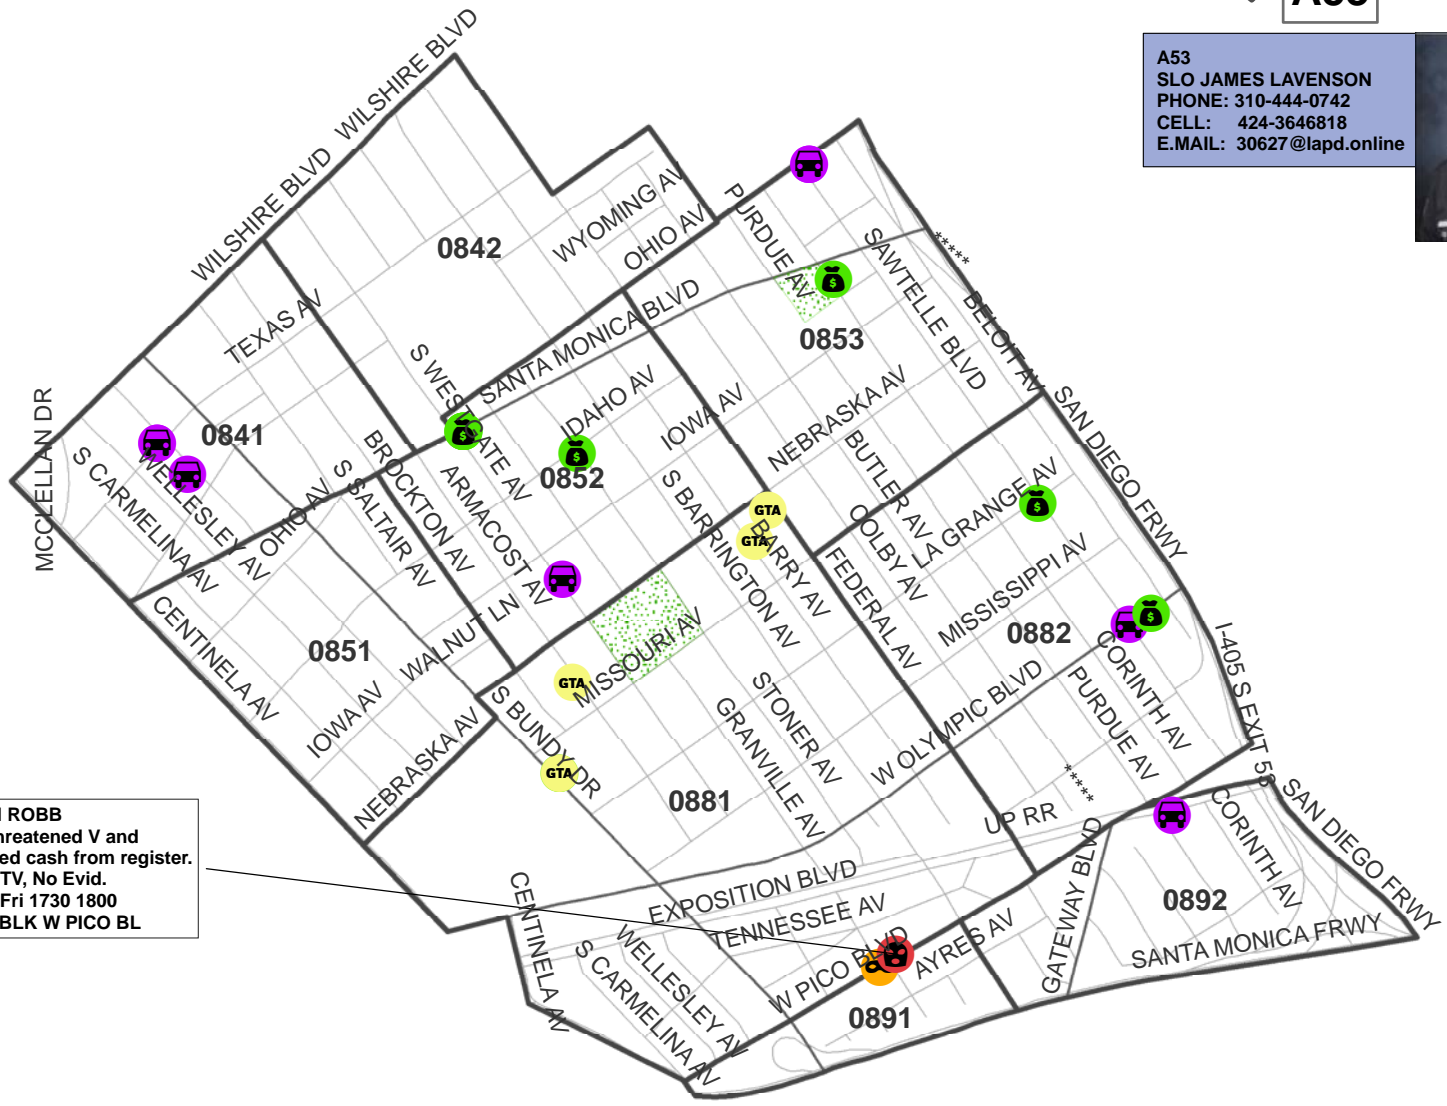 A53
SLO JAMES LAVENSON
PHONE: 310-444-0742
CELL: 424-3646818
E.MAIL: 30627@lapd.online
WILSHIRE BLVD
WILSHIRE BLVD
0842
WYOMING AV
OHIO AV
PURDUE AV
SAWTELLE BLVD
*****
BELOIT AV
TEXAS AV
SANTA MONICA BLVD
0853
S WESTGATE AV
IDAHO AV
IOWA AV
NEBRASKA AV
SAN DIEGO FRWY
MCCLELLAN DR
0841
S CARMELINA AV
WELLESLEY AV
OHIO AV
S SALTAIR AV
BROCKTON AV
ARMACOST AV
0852
S BARRINGTON AV
BUTLER AV
COLBY AV
LA GRANGE AV
GTA
GTA
BARRY AV
FEDERAL AV
MISSISSIPPI AV
0882
CENTINELA AV
0851
WALNUT LN
IOWA AV
NEBRASKA AV
MISSOURI AV
GTA
S BUNDY DR
GTA
STONER AV
GRANVILLE AV
0881
W OLYMPIC BLVD
PURDUE AV
CORINTH AV
I-405 S EXIT 53
*****
UP RR
GATEWAY BLVD
CORINTH AV
SAN DIEGO FRWY
0892
SANTA MONICA FRWY
ROBB
hreatened V and
ed cash from register.
TV, No Evid.
Fri 1730 1800
BLK W PICO BL
EXPOSITION BLVD
TENNESSEE AV
CENTINELA AV
S CARMELINA AV
WELLESLEY AV
W PICO BLVD
AYRES AV
0891